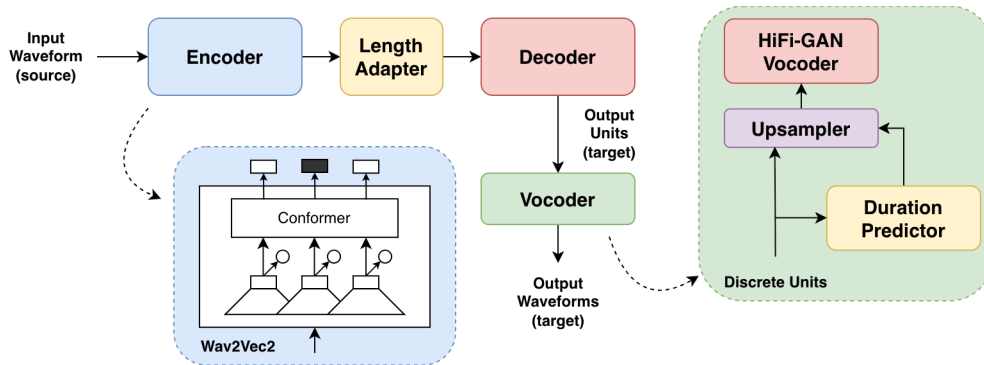 Input
Waveform
(source)
Encoder
Length
Adapter
Decoder
Output
Units
(target)
Vocoder
Output
Waveforms
(target)
Conformer
Wav2Vec2
HiFi-GAN
Vocoder
Upsampler
Duration
Predictor
Discrete Units